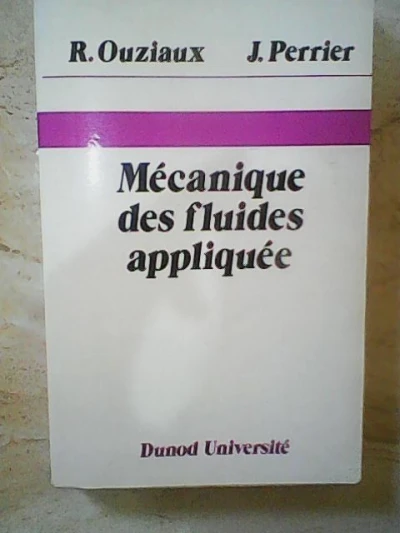 R. Ouziaux J. Perrier
Mécanique
des fluides
appliquée
Dunod Université